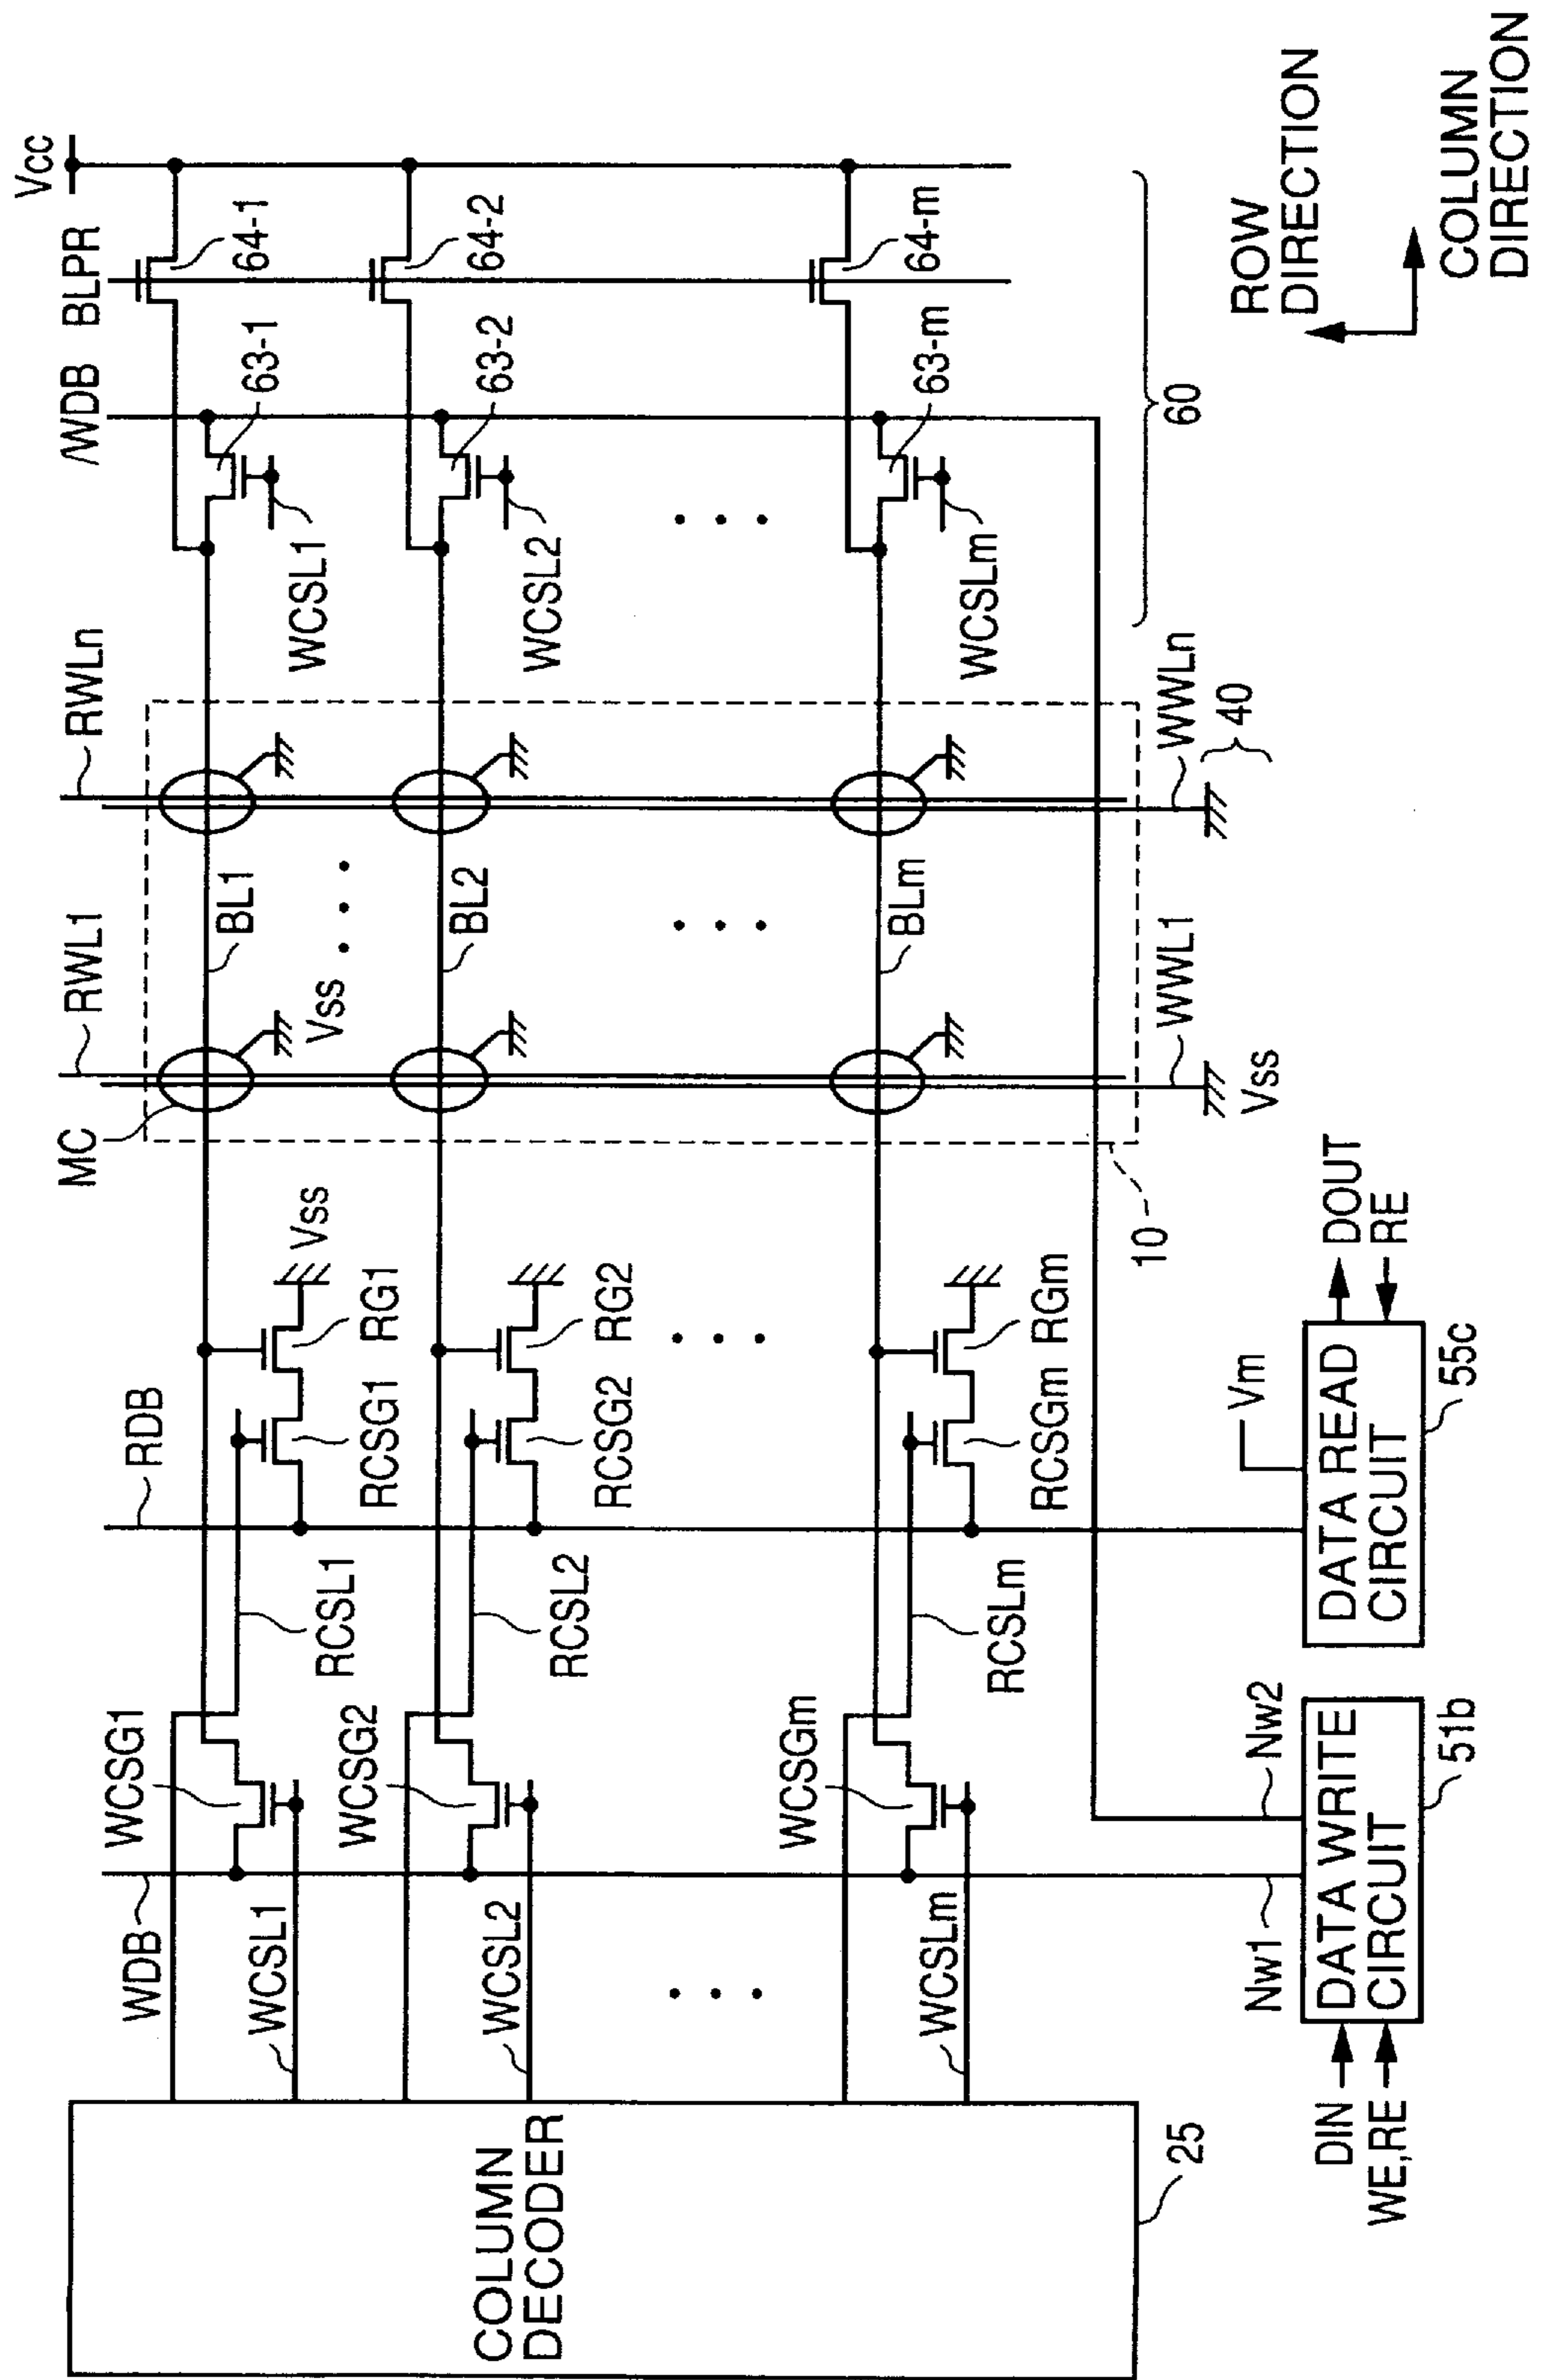 Vcc
/WDB BLPR
64-1
63-1
WCSL1
64-2
63-2
WCSL2
64-m
63-m
WCSLm
60
ROW
DIRECTION
COLUMN
DIRECTION
RWL1
RWLn
MC
BL1
Vss
BL2
BLm
WWL1
WWLn
Vss
40
10
RDB
Vss
RCSG1 RG1
RCSL1
RCSG2 RG2
RCSL2
RCSGm RGm
RCSLm
WDB
WCSG1
WCSL1
WCSG2
WCSL2
WCSGm
WCSLm
COLUMN
DECODER
25
Nw1
Nw2
DIN
WE,RE
DATA WRITE
CIRCUIT
51b
Vm
DATA READ
CIRCUIT
55c
DOUT
RE